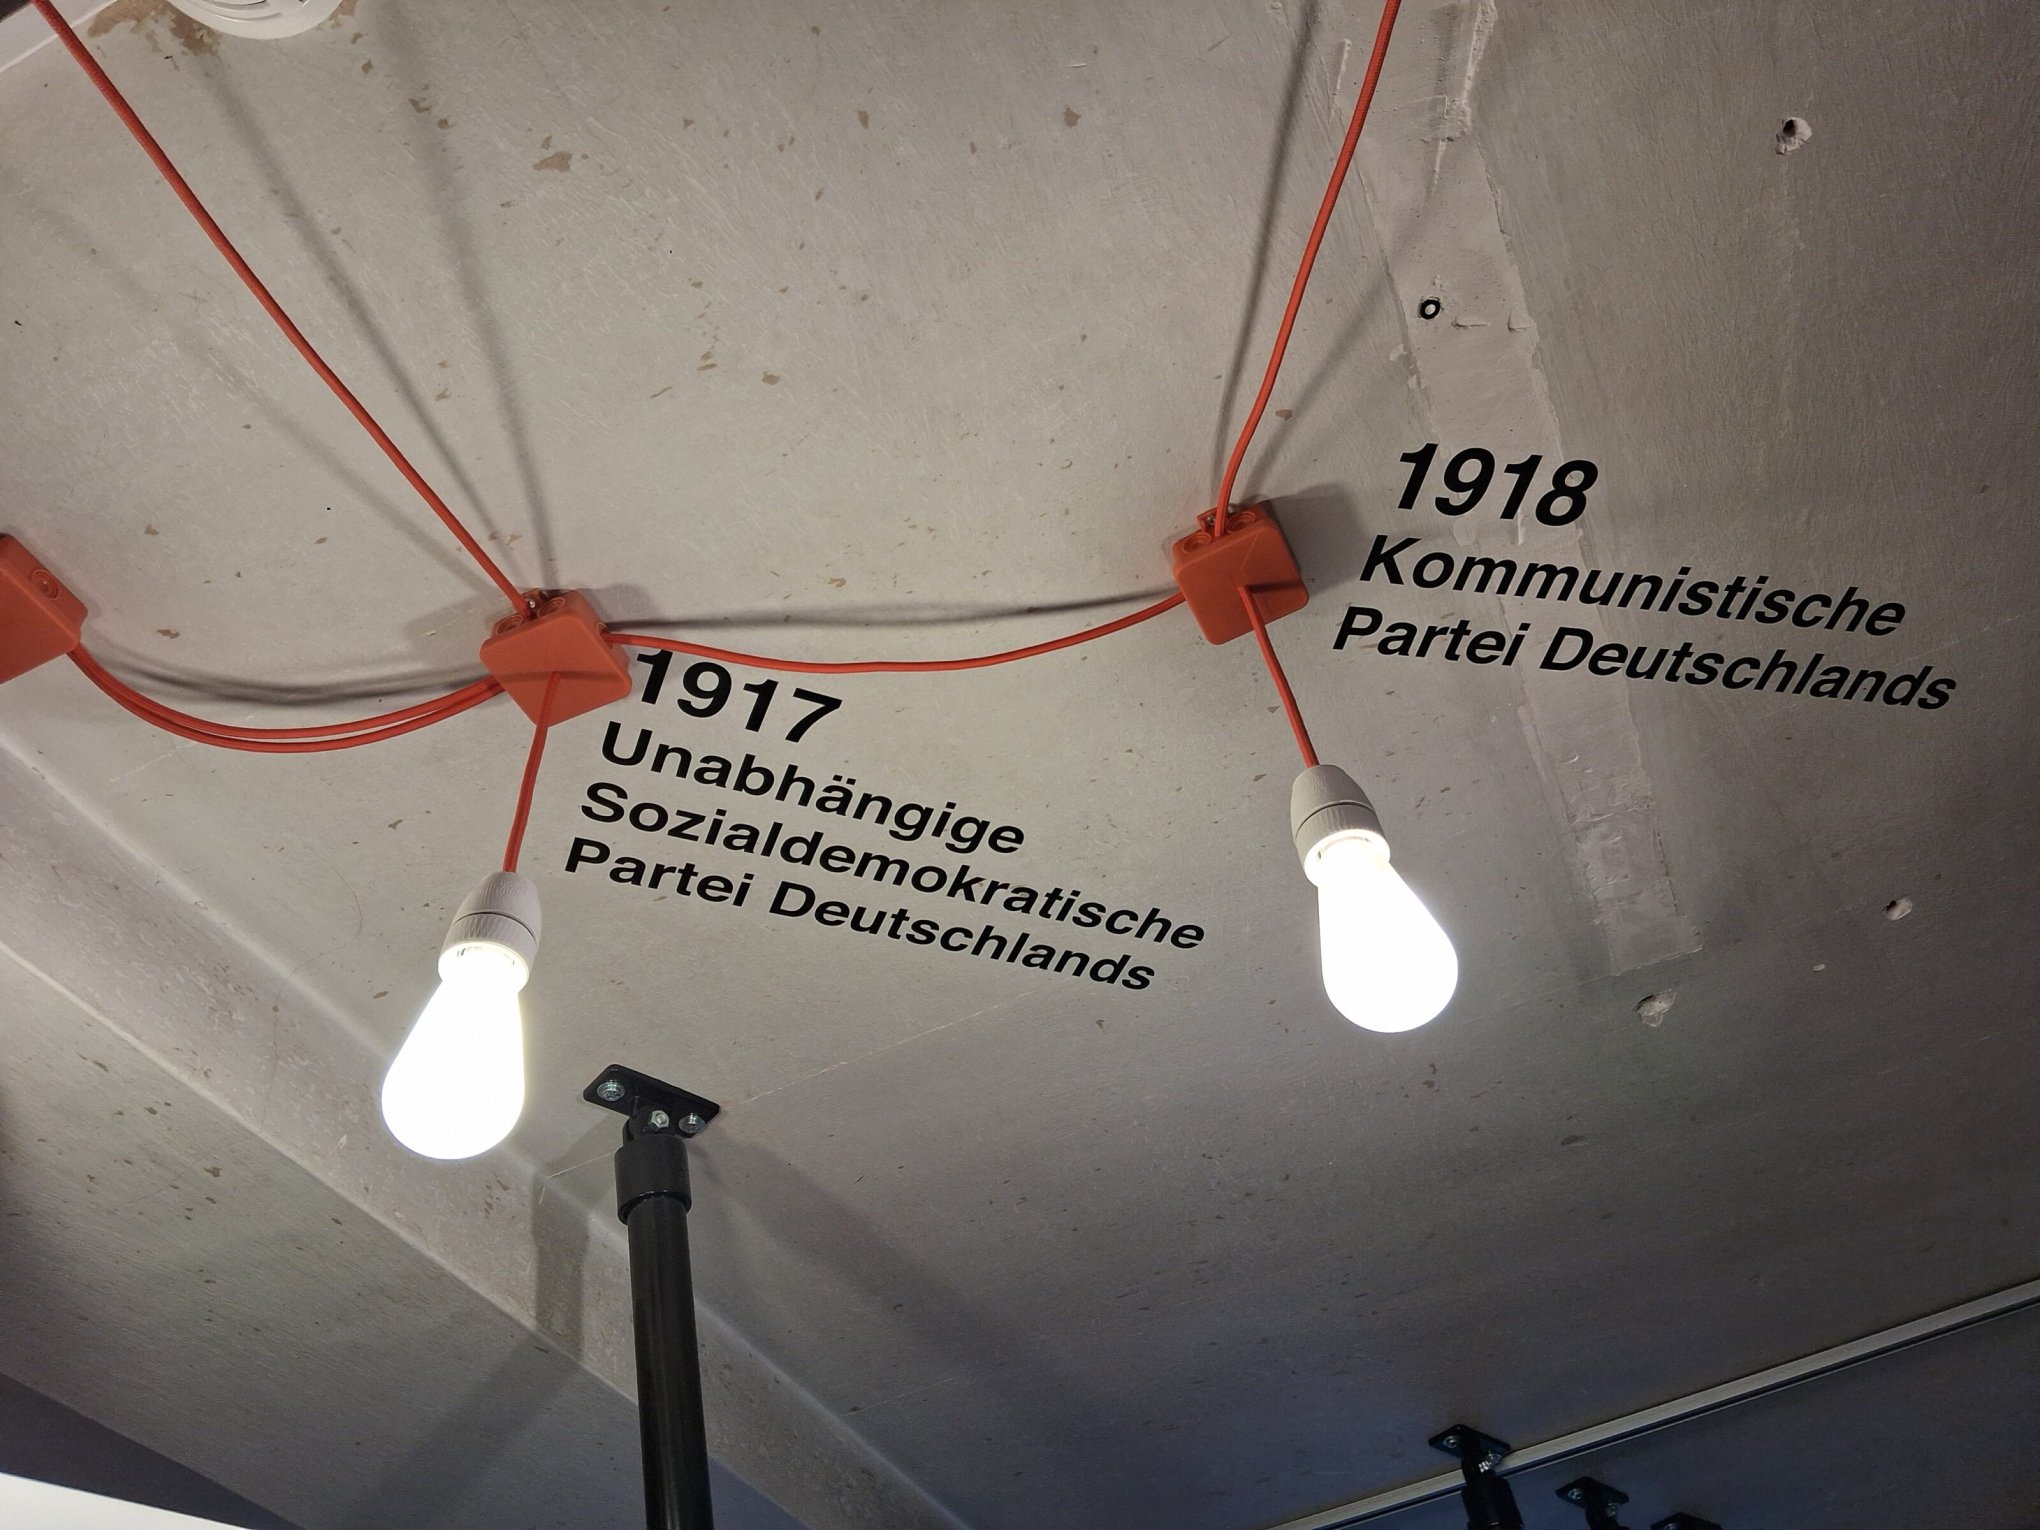 1917
Unabhängige
Sozialdemokratische
Partei Deutschlands
1918
Kommunistische
Partei Deutschlands